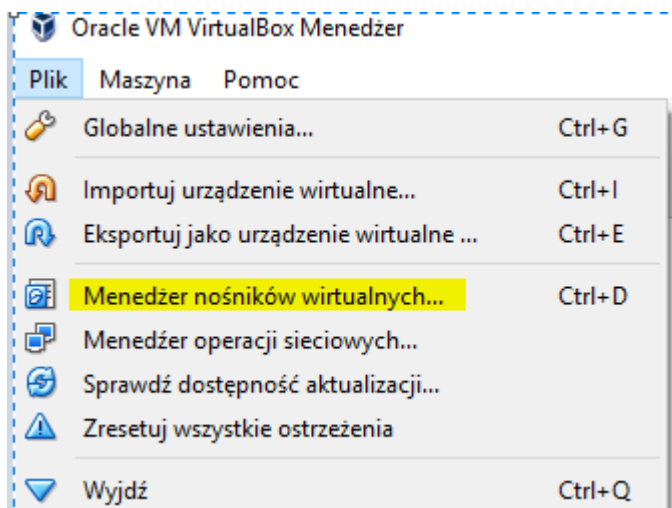 Oracle VM VirtualBox Menedżer
Plik Maszyna Pomoc
Globalne ustawienia... Ctrl+G
Importuj urządzenie wirtualne... Ctrl+I
Eksportuj jako urządzenie wirtualne ... Ctrl+E
Menedżer nośników wirtualnych... Ctrl+D
Menedźer operacji sieciowych...
Sprawdź dostępność aktualizacji...
Zresetuj wszystkie ostrzeżenia
Wyjdź Ctrl+Q